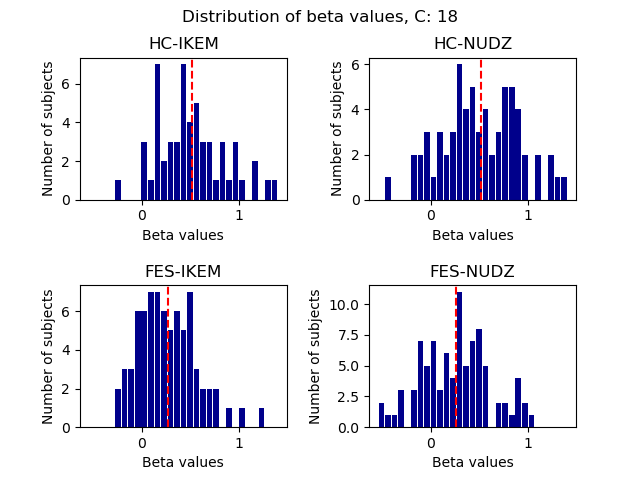 Distribution of beta values, C: 18
HC-IKEM
Number of subjects
6
4
2
0
0 1
Beta values
HC-NUDZ
Number of subjects
6
4
2
0
0 1
Beta values
FES-IKEM
Number of subjects
6
4
2
0
0 1
Beta values
FES-NUDZ
Number of subjects
10.0
7.5
5.0
2.5
0.0
0 1
Beta values